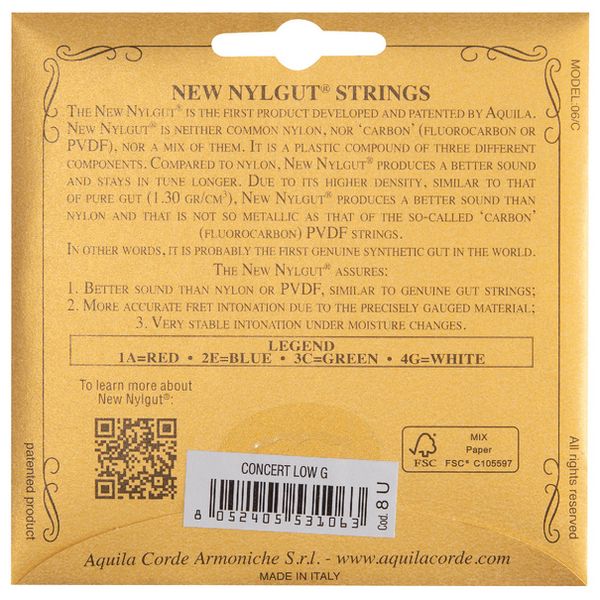 NEW NYLGUT® STRINGS
MODEL:06/C
THE NEW NYLGUT® IS THE FIRST PRODUCT DEVELOPED AND PATENTED BY AQUILA.
NEW NYLGUT® IS NEITHER COMMON NYLON, NOR ‘CARBON’ (FLUOROCARBON OR
PVDF), NOR A MIX OF THEM. IT IS A PLASTIC COMPOUND OF THREE DIFFERENT
COMPONENTS. COMPARED TO NYLON, NEW NYLGUT® PRODUCES A BETTER SOUND
AND STAYS IN TUNE LONGER. DUE TO ITS HIGHER DENSITY, SIMILAR TO THAT
OF PURE GUT (1.30 GR/CM³), NEW NYLGUT® PRODUCES A BETTER SOUND THAN
NYLON AND THAT IS NOT SO METALLIC AS THAT OF THE SO-CALLED ‘CARBON’
(FLUOROCARBON) PVDF STRINGS.
IN OTHER WORDS, IT IS PROBABLY THE FIRST GENUINE SYNTHETIC GUT IN THE WORLD.
THE NEW NYLGUT® ASSURES:
1. BETTER SOUND THAN NYLON OR PVDF, SIMILAR TO GENUINE GUT STRINGS;
2. MORE ACCURATE FRET INTONATION DUE TO THE PRECISELY GAUGED MATERIAL;
3. VERY STABLE INTONATION UNDER MOISTURE CHANGES.
LEGEND
1A=RED • 2E=BLUE • 3C=GREEN • 4G=WHITE
To learn more about
New Nylgut®:
FSC
MIX
Paper
FSC® C105597
patented product
All rights reserved
CONCERT LOW G
8 052405 531063
Cod. 8 U
Aquila Corde Armoniche S.r.l. - www.aquilacorde.com
MADE IN ITALY